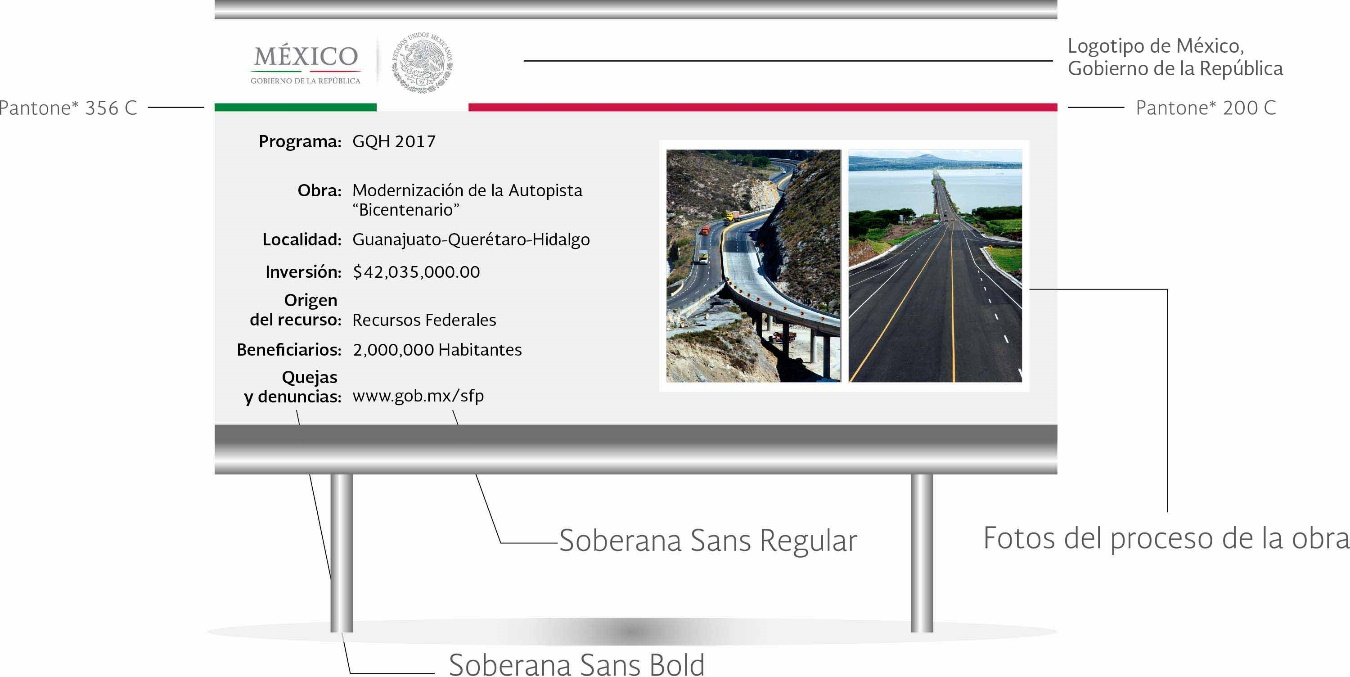 MÉXICO
GOBIERNO DE LA REPÚBLICA
ESTADOS UNIDOS MEXICANOS
Logotipo de México,
Gobierno de la República
Pantone* 356 C
Pantone* 200 C
Programa: GQH 2017
Obra: Modernización de la Autopista
“Bicentenario”
Localidad: Guanajuato-Querétaro-Hidalgo
Inversión: $42,035,000.00
Origen
del recurso: Recursos Federales
Beneficiarios: 2,000,000 Habitantes
Quejas
y denuncias: www.gob.mx/sfp
Soberana Sans Regular
Fotos del proceso de la obra
Soberana Sans Bold